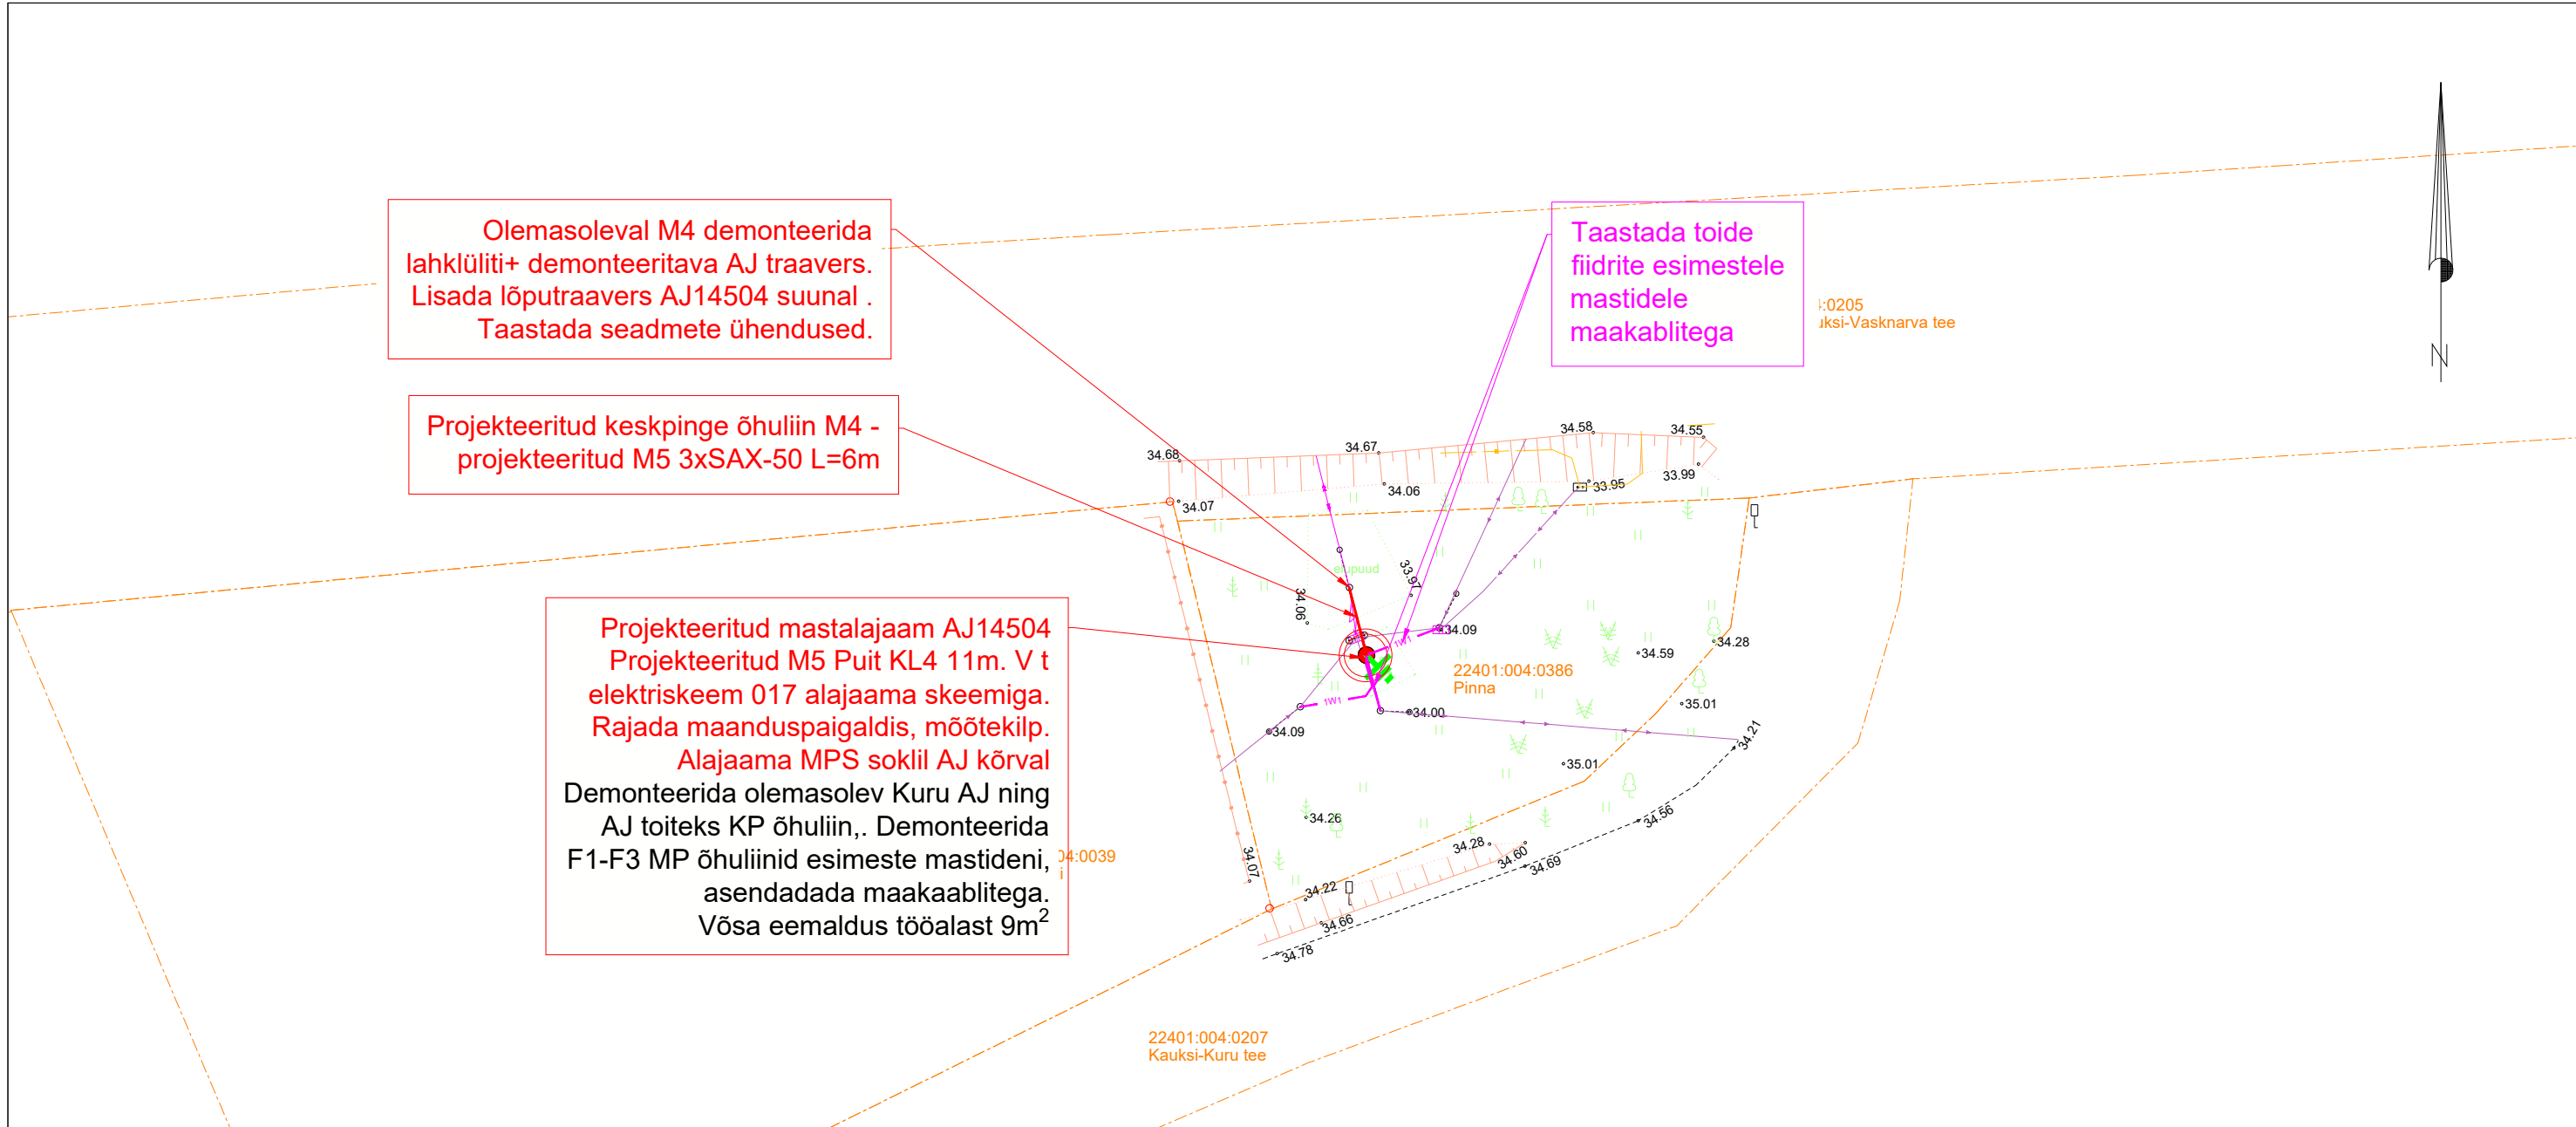 Olemasoleval M4 demonteerida
lahklüliti+ demonteeritava AJ traavers.
Lisada lõputraavers AJ14504 suunal .
Taastada seadmete ühendused.
Taastada toide
fiidrite esimestele
mastidele
maakablitega
4:0205
uksi-Vasknarva tee
N
Projekteeritud keskpinge õhuliin M4 -
projekteeritud M5 3xSAX-50 L=6m
34.68
34.67
34.58
34.55
34.07
34.06
33.95
33.99
elupuud
33.97
34.06
34.09
1W1
34.59
34.28
22401:004:0386
Pinna
35.01
1W1
34.00
34.09
34.21
35.01
34.26
34.56
34.28
34.60
34.69
34.07
34.22
34.66
34.78
Projekteeritud mastalajaam AJ14504
Projekteeritud M5 Puit KL4 11m. V t
elektriskeem 017 alajaama skeemiga.
Rajada maanduspaigaldis, mõõtekilp.
Alajaama MPS soklil AJ kõrval
Demonteerida olemasolev Kuru AJ ning
AJ toiteks KP õhuliin,. Demonteerida
F1-F3 MP õhuliinid esimeste mastideni,
asendadada maakaablitega.
Võsa eemaldus tööalast 9m²
04:0039
i
22401:004:0207
Kauksi-Kuru tee